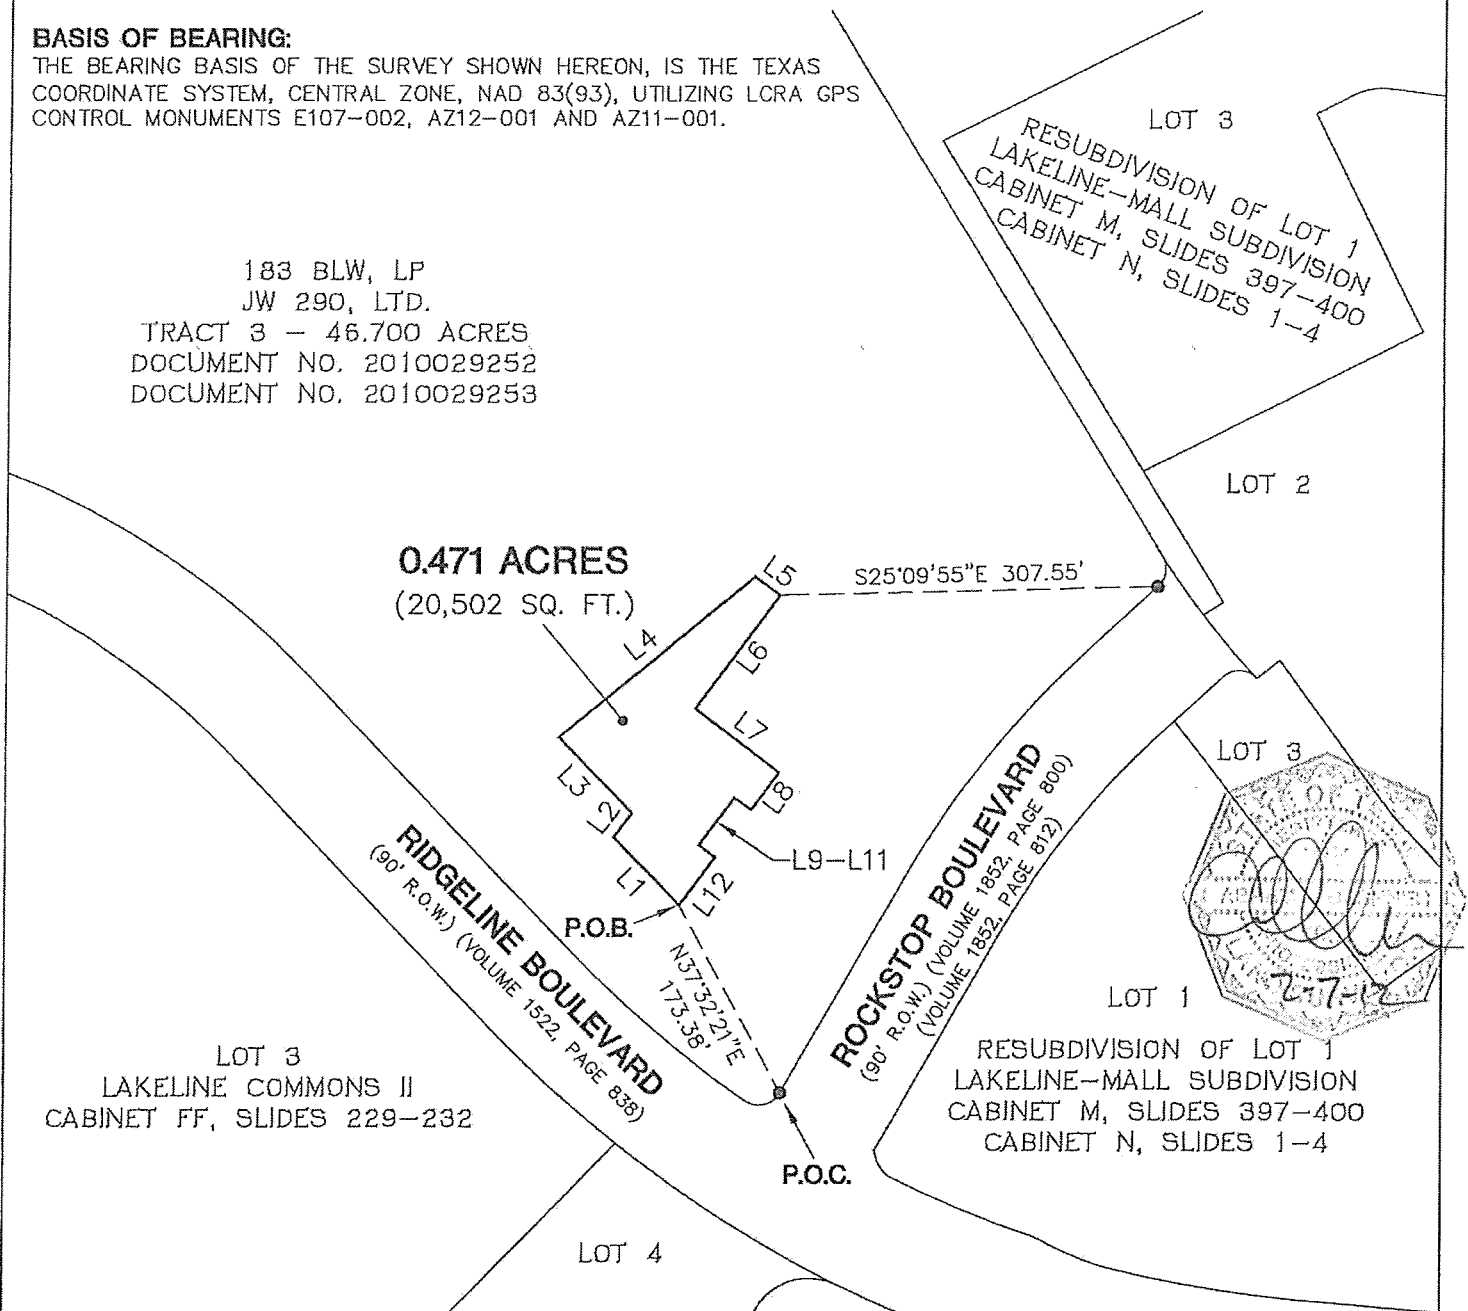 BASIS OF BEARING:
THE BEARING BASIS OF THE SURVEY SHOWN HEREON, IS THE TEXAS
COORDINATE SYSTEM, CENTRAL ZONE, NAD 83(93), UTILIZING LCRA GPS
CONTROL MONUMENTS E107-002, AZ12-001 AND AZ11-001.
LOT 3
RESUBDIVISION OF LOT 1
LAKELINE-MALL SUBDIVISION
CABINET M, SLIDES 397-400
CABINET N, SLIDES 1-4
183 BLW, LP
JW 290, LTD.
TRACT 3 - 46.700 ACRES
DOCUMENT NO. 2010029252
DOCUMENT NO. 2010029253
LOT 2
0.471 ACRES
(20,502 SQ. FT.)
L5
S25°09'55"E 307.55'
L4
L6
L7
L3
L2
L8
L9-L11
L1
L12
P.O.B.
N37°32'21"E
173.38'
RIDGELINE BOULEVARD
(90' R.O.W.) (VOLUME 1522, PAGE 838)
ROCKSTOP BOULEVARD
(90' R.O.W.) (VOLUME 1852, PAGE 800)
(VOLUME 1852, PAGE 812)
LOT 3
2-7-12
LOT 1
RESUBDIVISION OF LOT 1
LAKELINE-MALL SUBDIVISION
CABINET M, SLIDES 397-400
CABINET N, SLIDES 1-4
LOT 3
LAKELINE COMMONS II
CABINET FF, SLIDES 229-232
P.O.C.
LOT 4